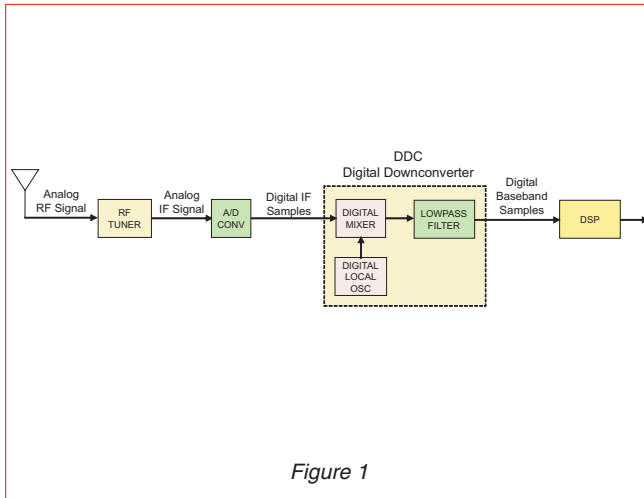 DDC
Digital Downconverter
Analog
RF Signal
RF
TUNER
Analog
IF Signal
A/D
CONV
Digital IF
Samples
DIGITAL
MIXER
DIGITAL
LOCAL
OSC
LOWPASS
FILTER
Digital
Baseband
Samples
DSP
Figure 1